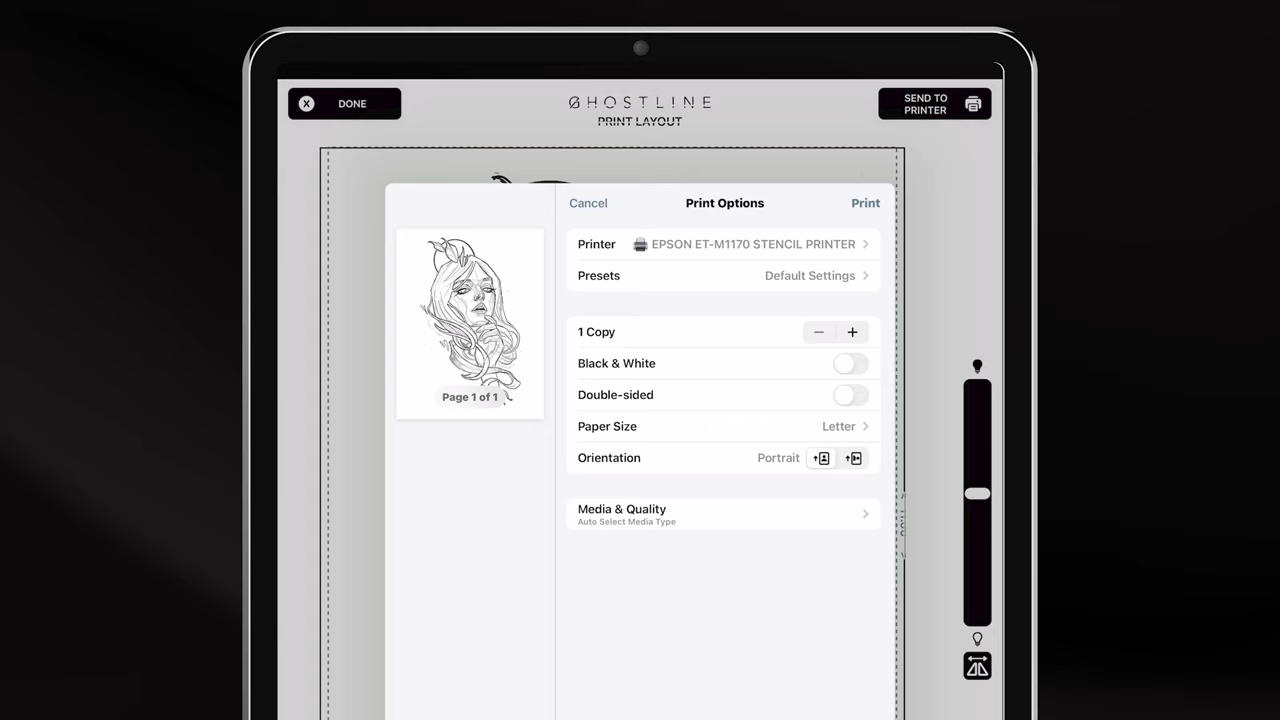 X DONE
GHOSTLINE
PRINT LAYOUT
SEND TO
PRINTER
Cancel
Print Options
Print
Printer
EPSON ET-M1170 STENCIL PRINTER
Presets
Default Settings
1 Copy
Black & White
Double-sided
Paper Size
Letter
Orientation
Portrait
Media & Quality
Auto Select Media Type
Page 1 of 1